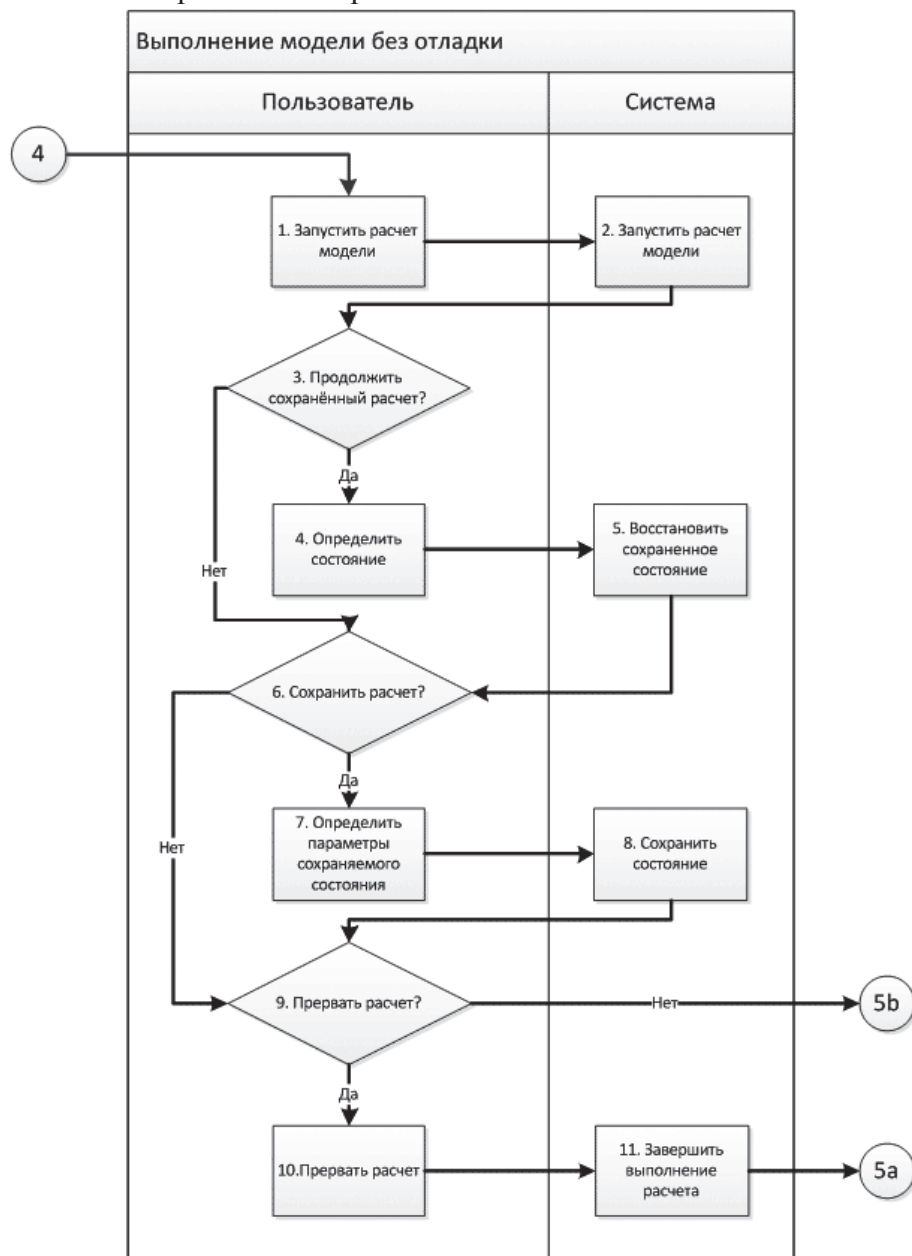 Выполнение модели без отладки
Пользователь
Система
4
1. Запустить расчет
модели
2. Запустить расчет
модели
3. Продолжить
сохранённый расчет?
Да
4. Определить
состояние
5. Восстановить
сохраненное
состояние
Нет
6. Сохранить расчет?
Да
7. Определить
параметры
сохраняемого
состояния
8. Сохранить
состояние
Нет
9. Прервать расчет?
Нет
5b
Да
10.Прервать расчет
11. Завершить
выполнение
расчета
5a